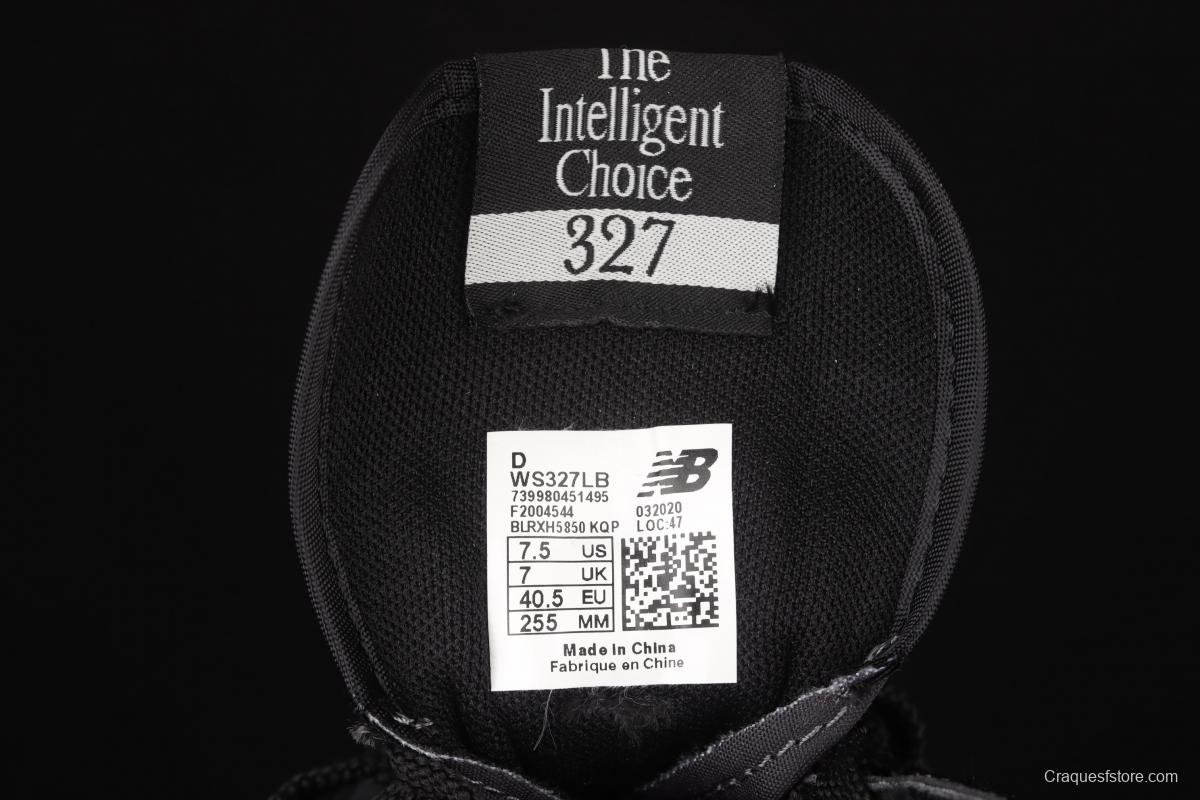 The
Intelligent
Choice
327
D
WS327LB
739980451495
F2004544
BLRXH5850 KQP
NB
032020
LOC:47
7.5 US
7 UK
40.5 EU
255 MM
Made in China
Fabrique en Chine
Craquesfstore.com